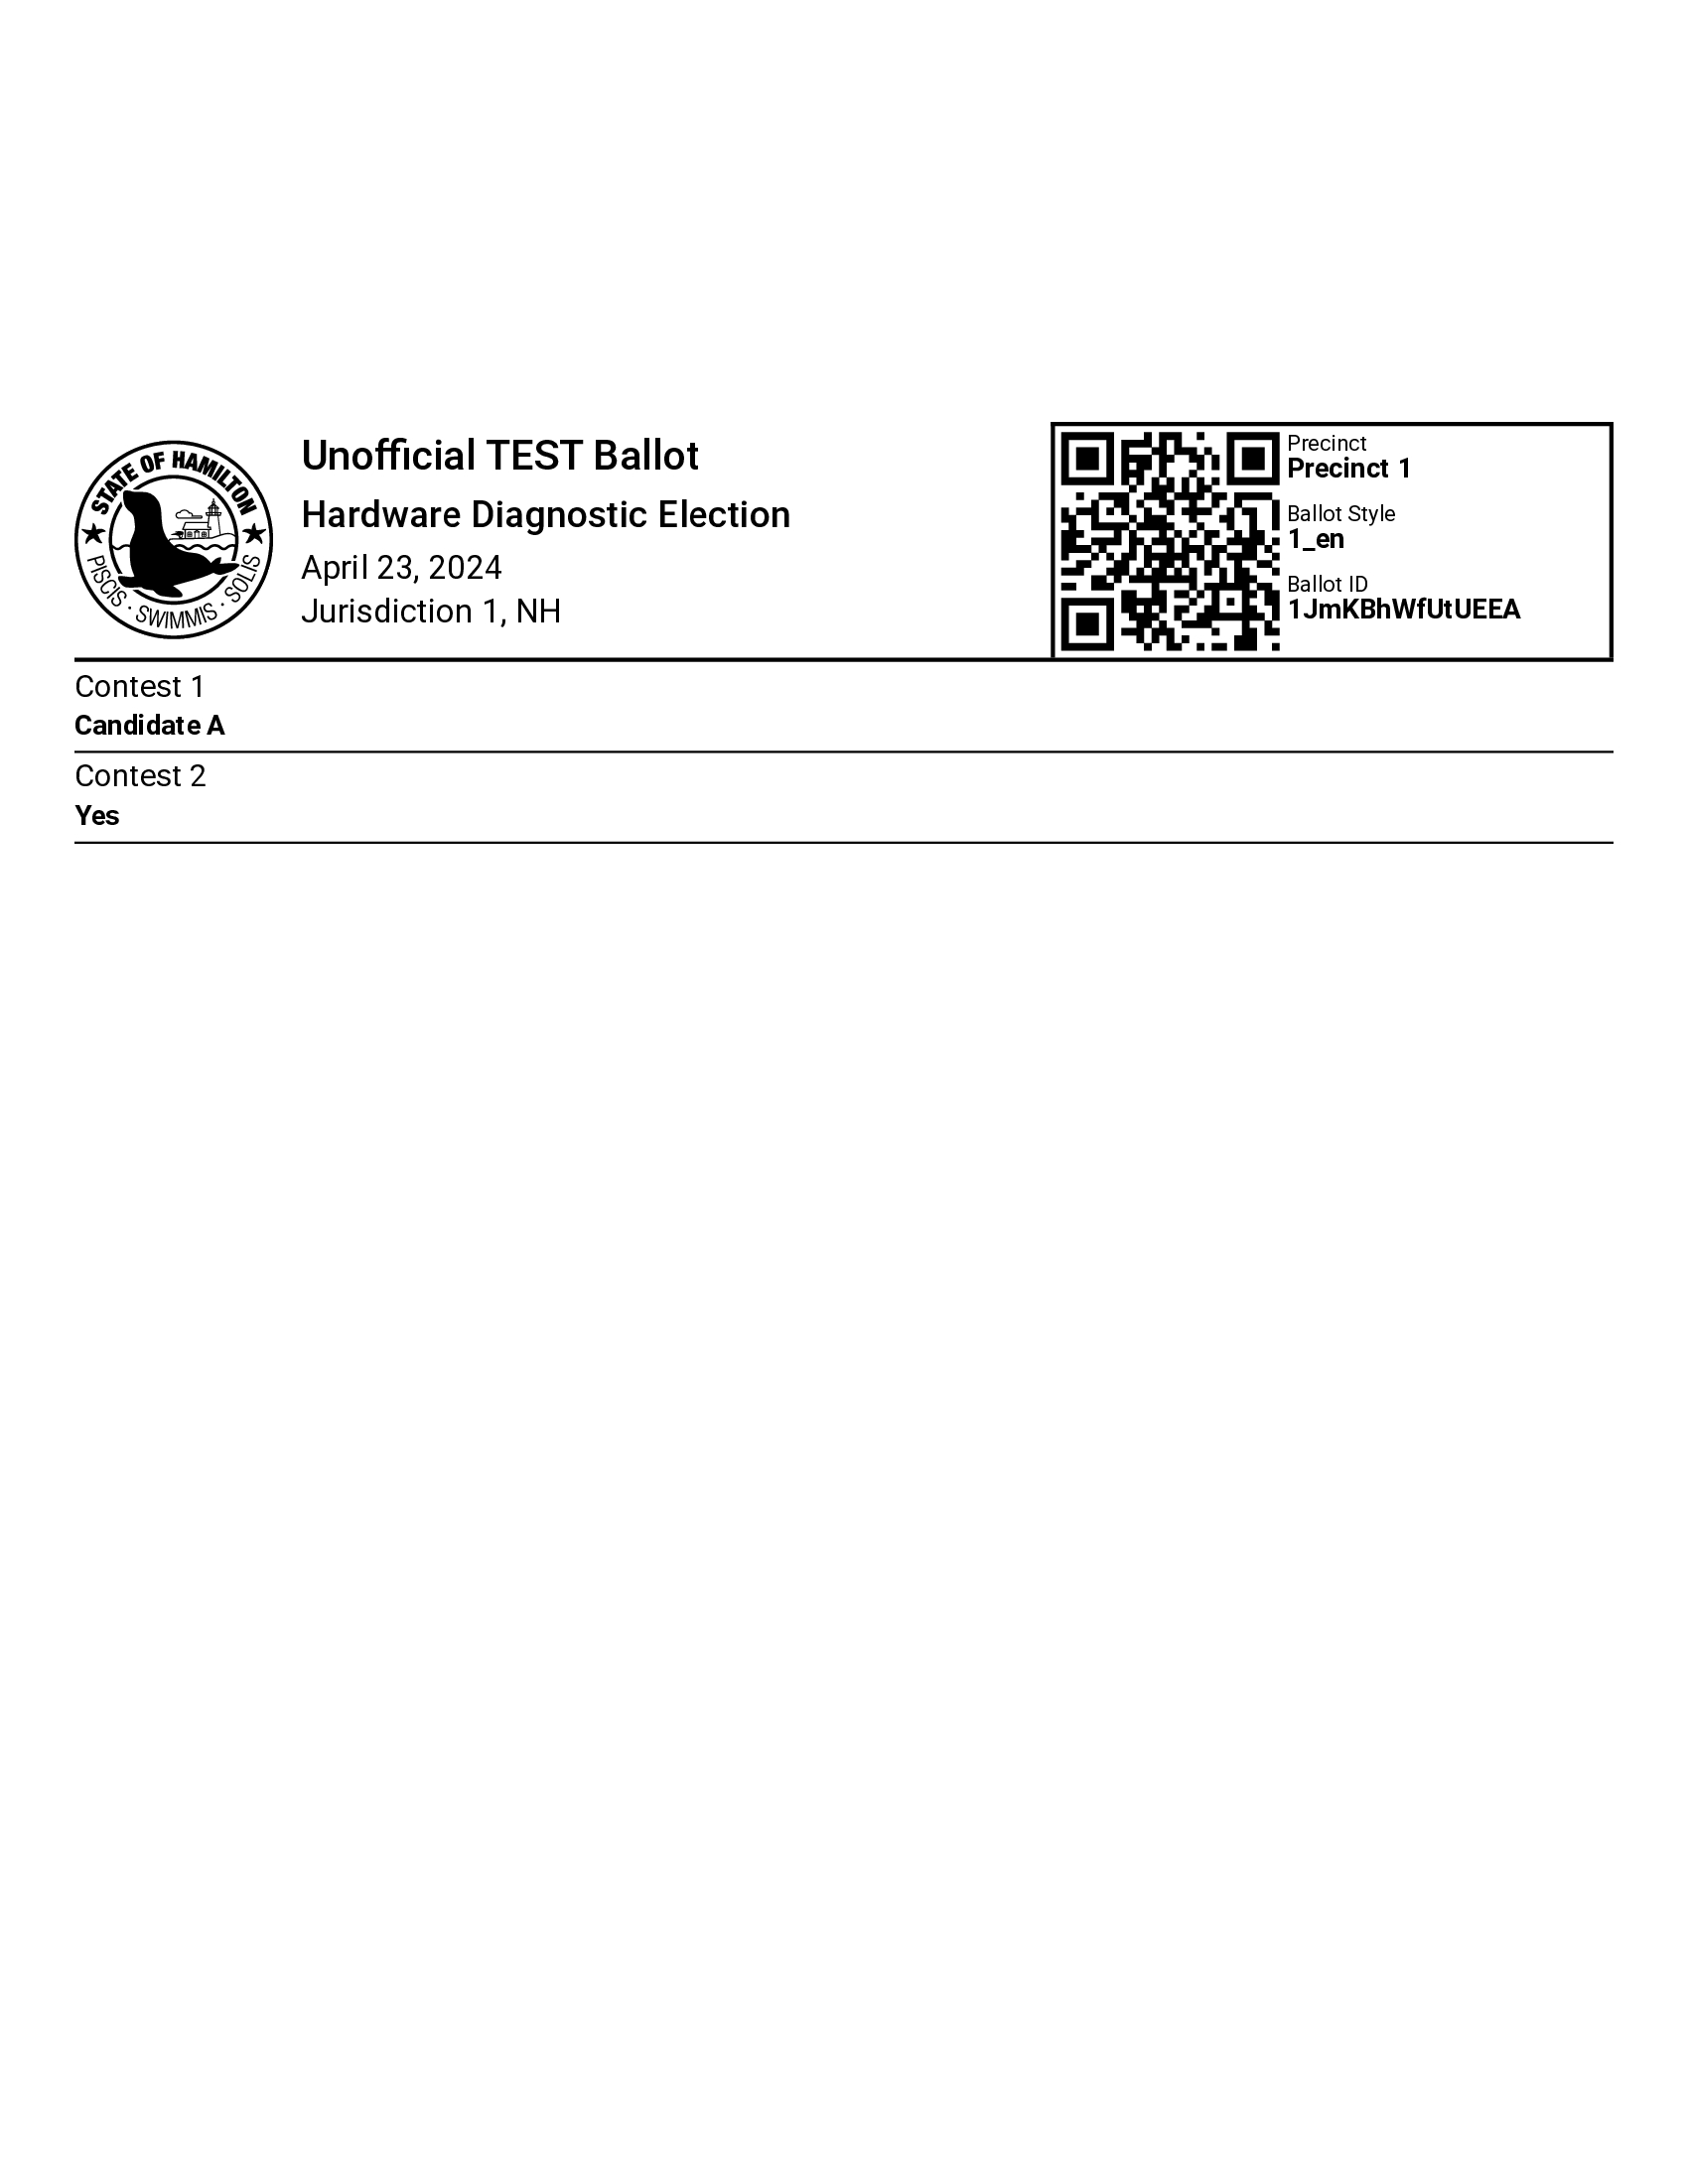 STATE OF HAMILTON
PISCIS · SWIMMIS · SOLIS
Unofficial TEST Ballot
Hardware Diagnostic Election
April 23, 2024
Jurisdiction 1, NH
Precinct
Precinct 1
Ballot Style
1_en
Ballot ID
1JmKBhWfUtUEEA
Contest 1
Candidate A
Contest 2
Yes